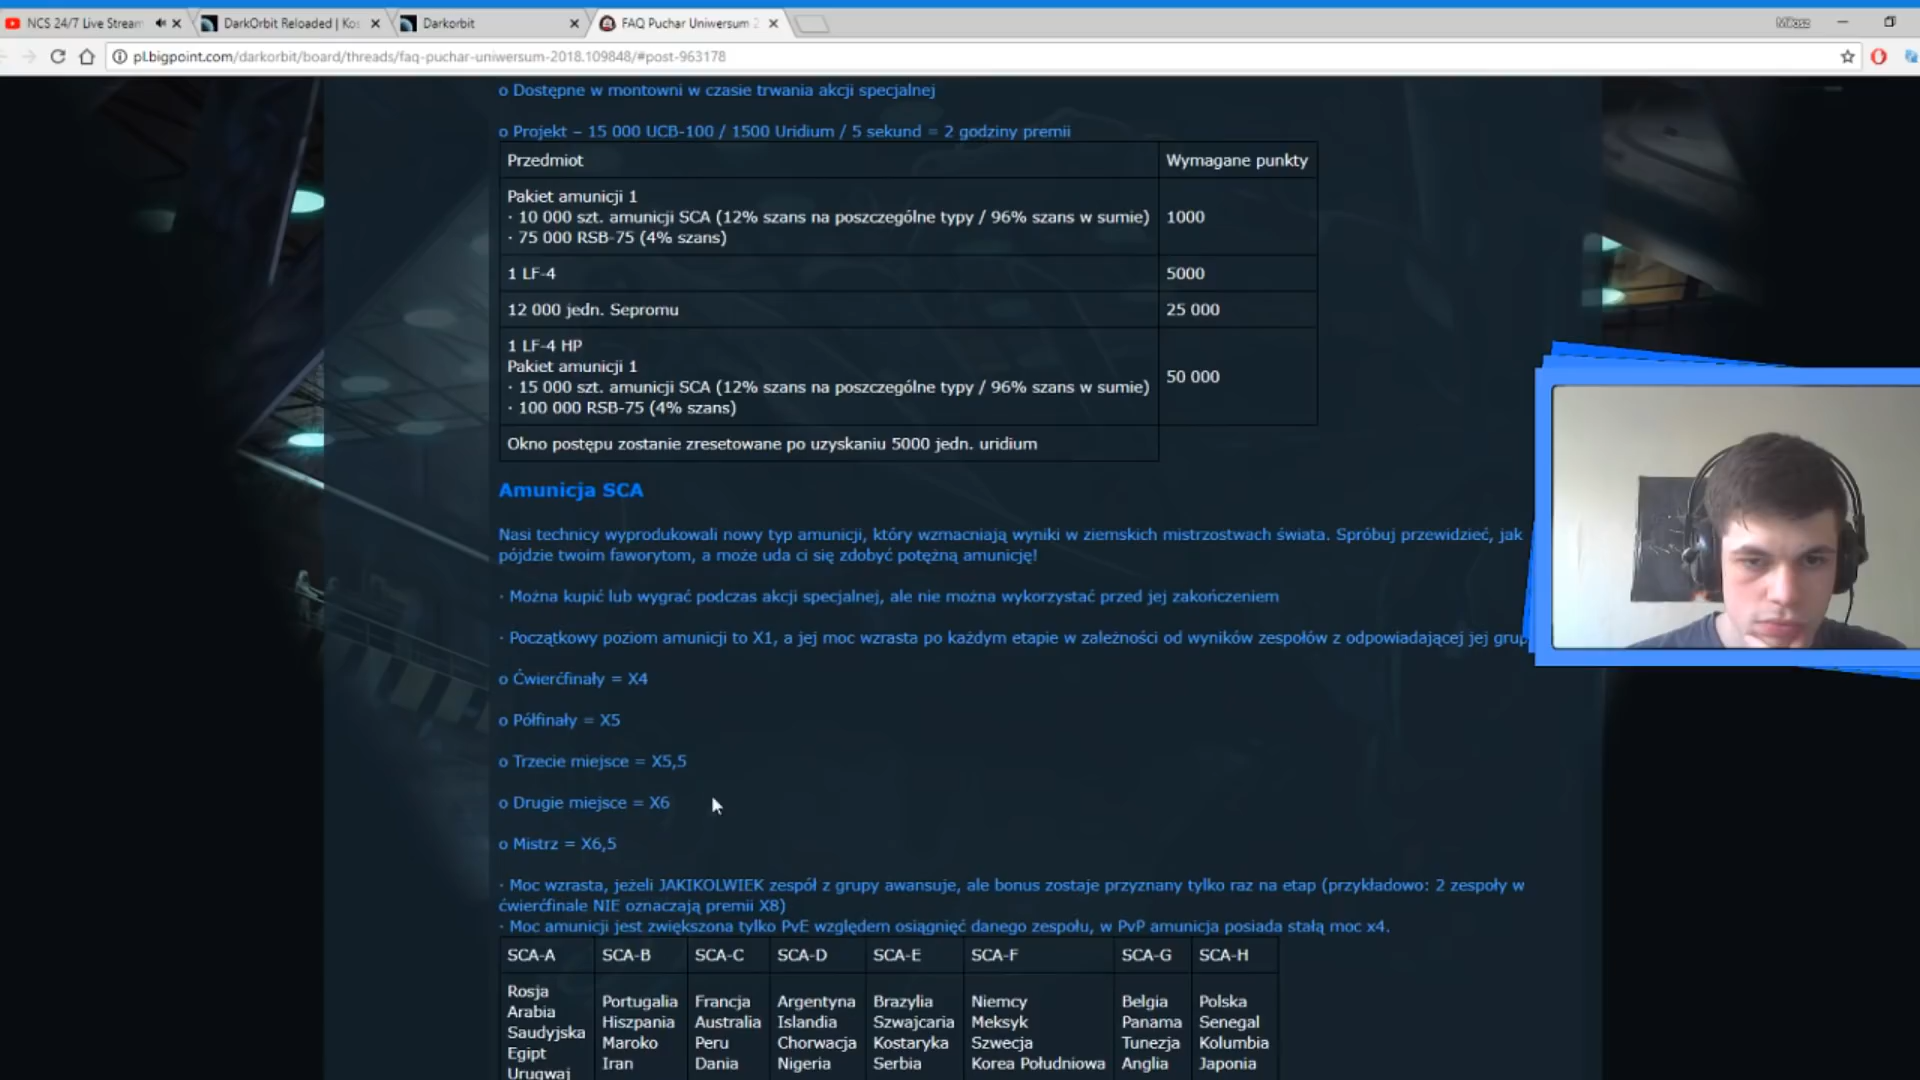 NCS 24/7 Live Stream
DarkOrbit Reloaded | Kos
Darkorbit
FAQ Puchar Uniwersum 2
Miłosz
pl.bigpoint.com/darkorbit/board/threads/faq-puchar-uniwersum-2018.109848/#post-963178
o Dostępne w montowni w czasie trwania akcji specjalnej
o Projekt – 15 000 UCB-100 / 1500 Uridium / 5 sekund = 2 godziny premii
Przedmiot
Wymagane punkty
Pakiet amunicji 1
· 10 000 szt. amunicji SCA (12% szans na poszczególne typy / 96% szans w sumie)
· 75 000 RSB-75 (4% szans)
1000
1 LF-4
5000
12 000 jedn. Sepromu
25 000
1 LF-4 HP
Pakiet amunicji 1
· 15 000 szt. amunicji SCA (12% szans na poszczególne typy / 96% szans w sumie)
· 100 000 RSB-75 (4% szans)
50 000
Okno postępu zostanie zresetowane po uzyskaniu 5000 jedn. uridium
Amunicja SCA
Nasi technicy wyprodukowali nowy typ amunicji, który wzmacniają wyniki w ziemskich mistrzostwach świata. Spróbuj przewidzieć, jak
pójdzie twoim faworytom, a może uda ci się zdobyć potężną amunicję!
· Można kupić lub wygrać podczas akcji specjalnej, ale nie można wykorzystać przed jej zakończeniem
· Początkowy poziom amunicji to X1, a jej moc wzrasta po każdym etapie w zależności od wyników zespołów z odpowiadającej jej grup
o Ćwierćfinały = X4
o Półfinały = X5
o Trzecie miejsce = X5,5
o Drugie miejsce = X6
o Mistrz = X6,5
· Moc wzrasta, jeżeli JAKIKOLWIEK zespół z grupy awansuje, ale bonus zostaje przyznany tylko raz na etap (przykładowo: 2 zespoły w
ćwierćfinale NIE oznaczają premii X8)
· Moc amunicji jest zwiększona tylko PvE względem osiągnięć danego zespołu, w PvP amunicja posiada stałą moc x4.
SCA-A SCA-B SCA-C SCA-D SCA-E SCA-F SCA-G SCA-H
Rosja
Arabia
Saudyjska
Egipt
Urugwaj
Portugalia
Hiszpania
Maroko
Iran
Francja
Australia
Peru
Dania
Argentyna
Islandia
Chorwacja
Nigeria
Brazylia
Szwajcaria
Kostaryka
Serbia
Niemcy
Meksyk
Szwecja
Korea Południowa
Belgia
Panama
Tunezja
Anglia
Polska
Senegal
Kolumbia
Japonia